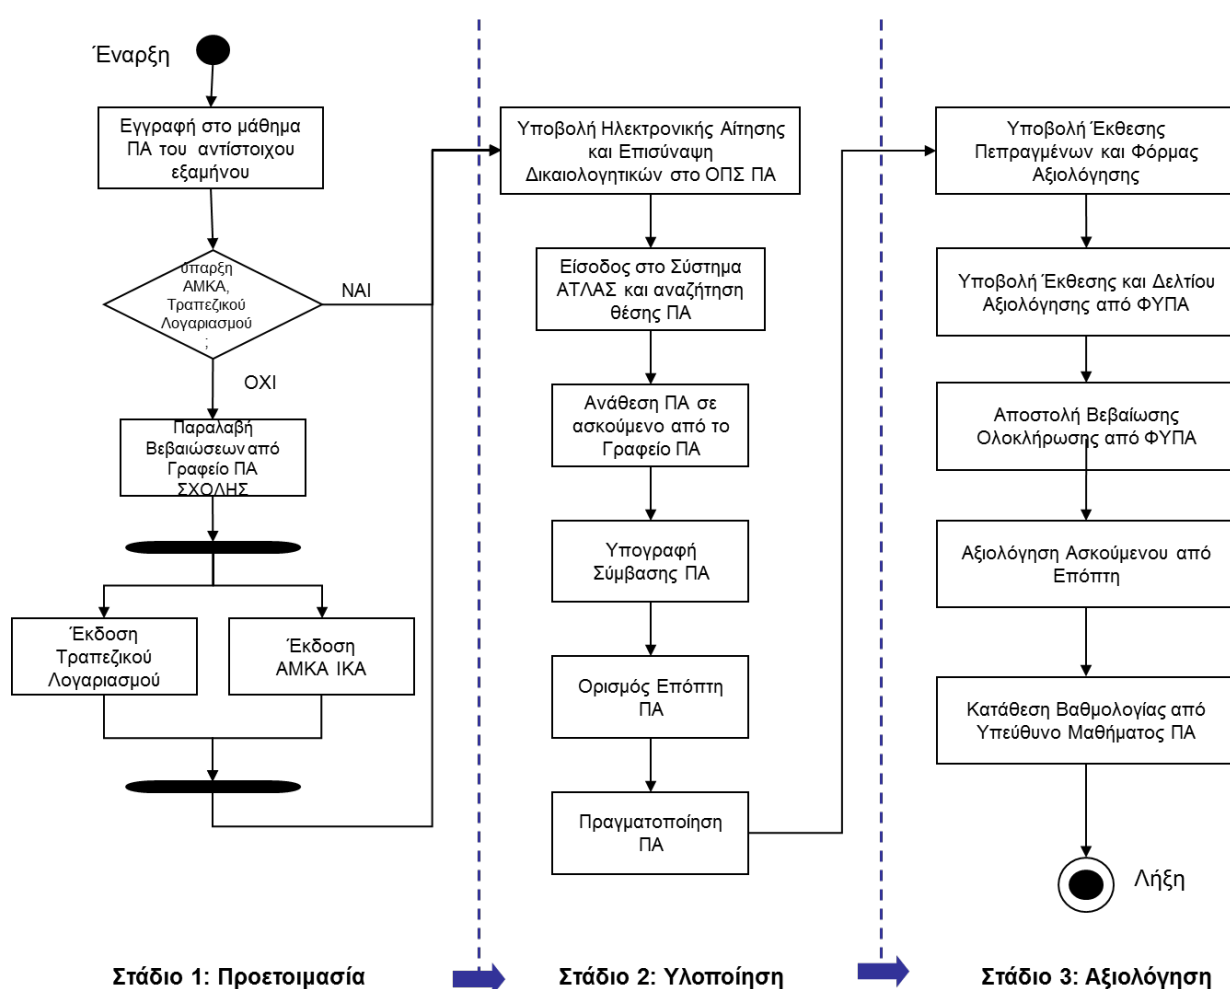 Έναρξη
Εγγραφή στο μάθημα
ΠΑ του αντίστοιχου
εξαμήνου
ύπαρξη
ΑΜΚΑ,
Τραπεζικού
Λογαριασμού
;
ΝΑΙ
ΟΧΙ
Παραλαβή
Βεβαιώσεων από
Γραφείο ΠΑ
ΣΧΟΛΗΣ
Έκδοση
Τραπεζικού
Λογαριασμού
Έκδοση
ΑΜΚΑ ΙΚΑ
Στάδιο 1: Προετοιμασία
Υποβολή Ηλεκτρονικής Αίτησης
και Επισύναψη
Δικαιολογητικών στο ΟΠΣ ΠΑ
Είσοδος στο Σύστημα
ΑΤΛΑΣ και αναζήτηση
θέσης ΠΑ
Ανάθεση ΠΑ σε
ασκούμενο από το
Γραφείο ΠΑ
Υπογραφή
Σύμβασης ΠΑ
Ορισμός Επόπτη
ΠΑ
Πραγματοποίηση
ΠΑ
Στάδιο 2: Υλοποίηση
Υποβολή Έκθεσης
Πεπραγμένων και Φόρμας
Αξιολόγησης
Υποβολή Έκθεσης και Δελτίου
Αξιολόγησης από ΦΥΠΑ
Αποστολή Βεβαίωσης
Ολοκλήρωσης από ΦΥΠΑ
Αξιολόγηση Ασκούμενου από
Επόπτη
Κατάθεση Βαθμολογίας από
Υπεύθυνο Μαθήματος ΠΑ
Λήξη
Στάδιο 3: Αξιολόγηση